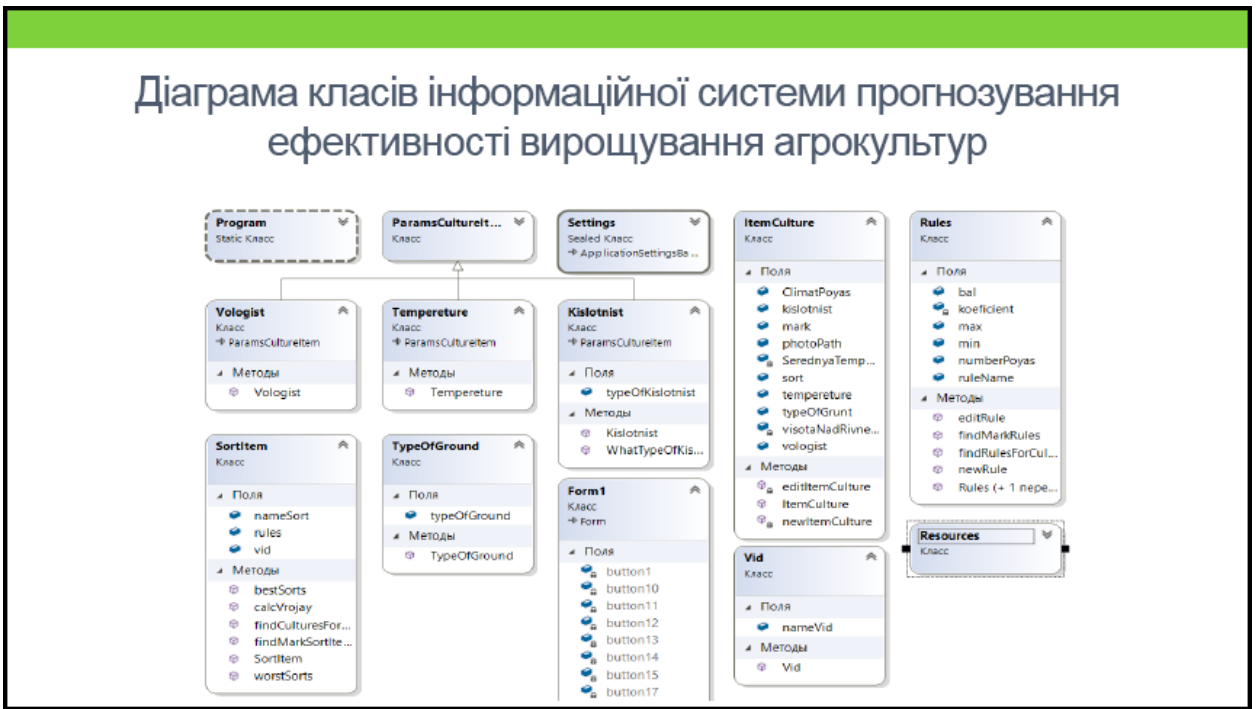 Діаграма класів інформаційної системи прогнозування
ефективності вирощування агрокультур
Program
Static Класс
ParamsCultureIt...
Класс
Settings
Sealed Класс
ApplicationSettingsBa...
ItemCulture
Класс
Поля
ClimatPoyas
kislotnist
mark
photoPath
SerednyaTemp...
sort
tempereture
typeOfGrunt
visotaNadRivne...
vologist
Методы
editItemCulture
ItemCulture
newItemCulture
Rules
Класс
Поля
bal
koeficient
max
min
numberPoyas
ruleName
Методы
editRule
findMarkRules
findRulesForCul...
newRule
Rules (+ 1 пере...
Vologist
Класс
ParamsCultureItem
Методы
Vologist
Tempereture
Класс
ParamsCultureItem
Методы
Tempereture
Kislotnist
Класс
ParamsCultureItem
Поля
typeOfKislotnist
Методы
Kislotnist
WhatTypeOfKis...
SortItem
Класс
Поля
nameSort
rules
vid
Методы
bestSorts
calcVrojay
findCulturesFor...
findMarkSortIte...
SortItem
worstSorts
TypeOfGround
Класс
Поля
typeOfGround
Методы
TypeOfGround
Form1
Класс
Form
Поля
button1
button10
button11
button12
button13
button14
button15
button17
Vid
Класс
Поля
nameVid
Методы
Vid
Resources
Класс